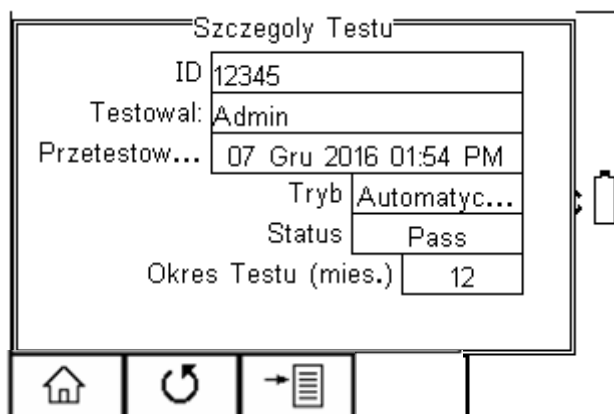 Szczegoly Testu
ID 12345
Testowal: Admin
Przetestow... 07 Gru 2016 01:54 PM
Tryb Automatyc...
Status Pass
Okres Testu (mies.) 12